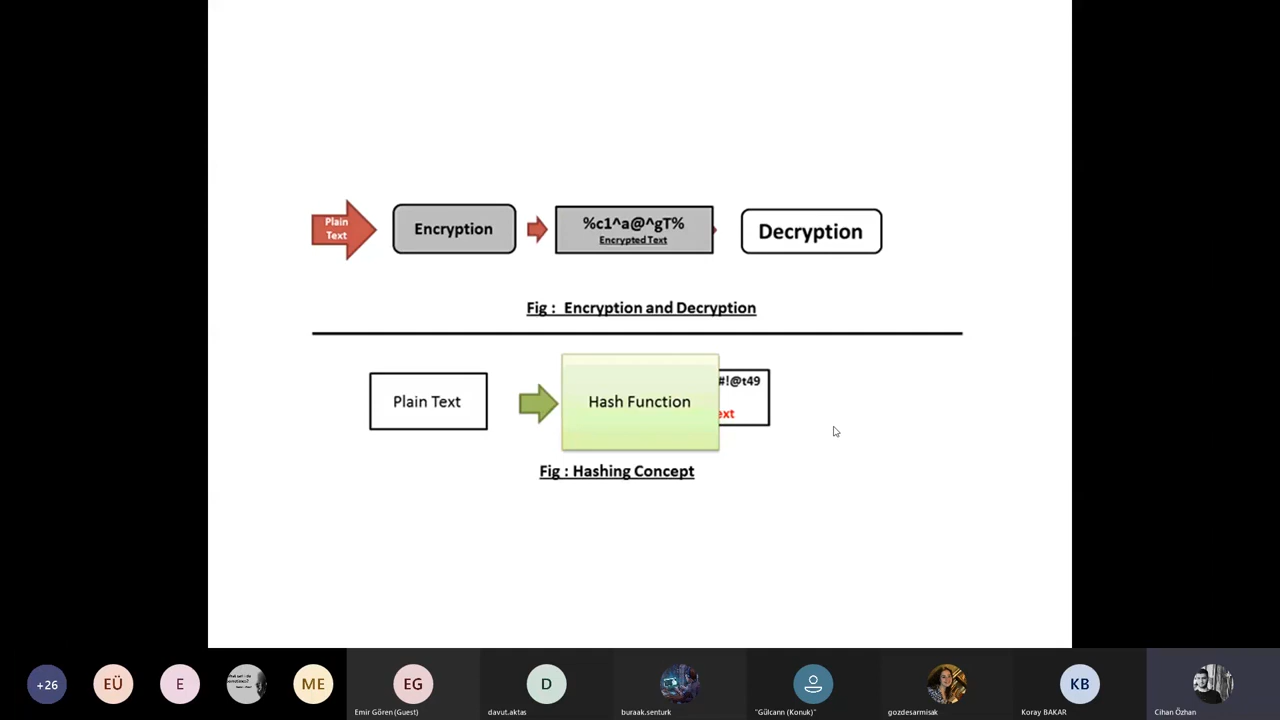 Plain
Text
Encryption
%c1^a@^gT%
Encrypted Text
Decryption
Fig : Encryption and Decryption
Plain Text
Hash Function
#!@t49
ext
Fig : Hashing Concept
+26
EÜ
E
ME
EG
D
KB
Emir Gören (Guest)
davut.aktas
buraak.senturk
"Gülcann (Konuk)"
gozdesarmisak
Koray BAKAR
Cihan Özhan